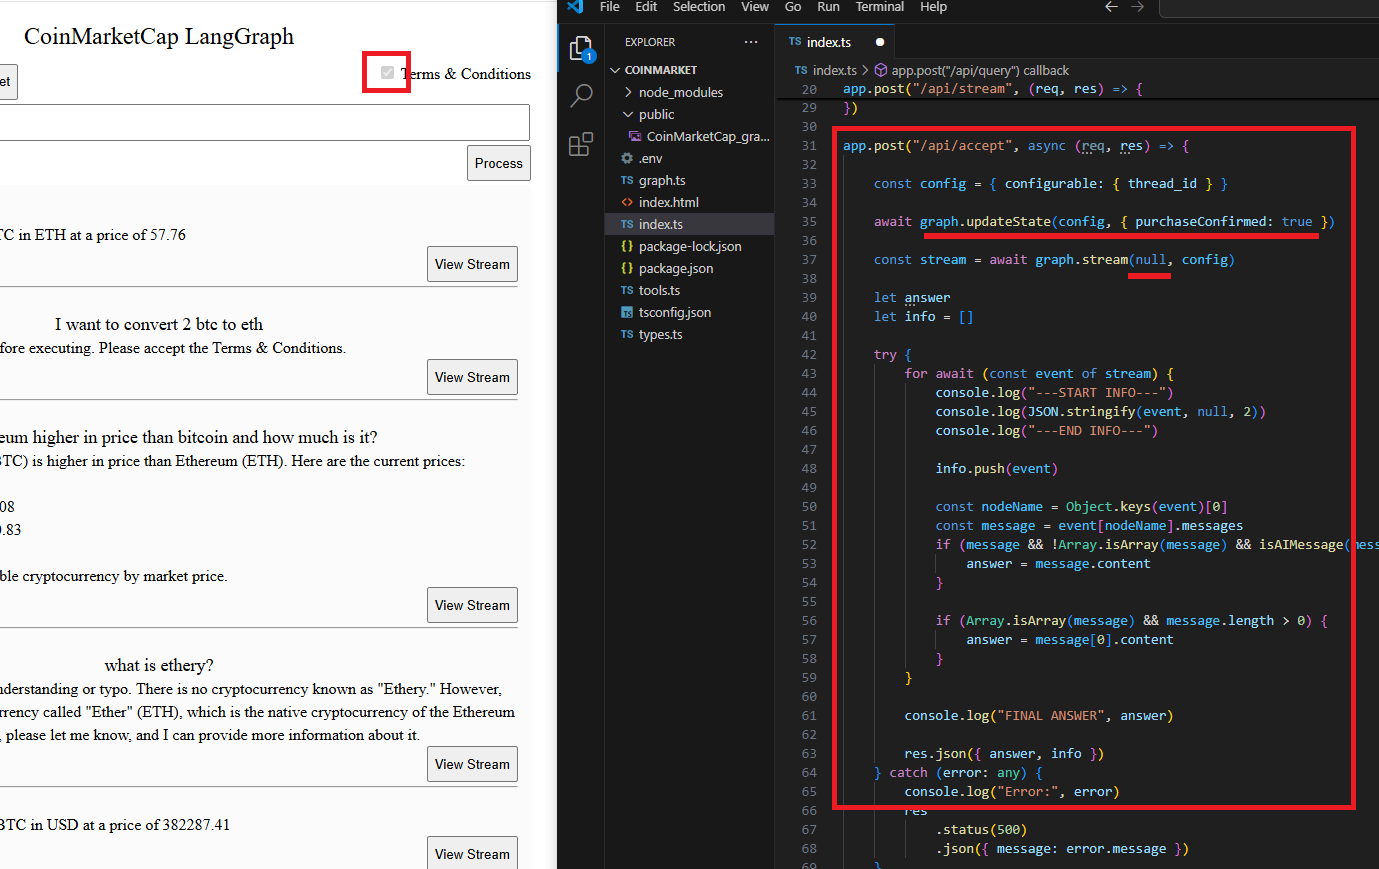 CoinMarketCap LangGraph
et
Terms & Conditions
Process
TC in ETH at a price of 57.76
View Stream
I want to convert 2 btc to eth
fore executing. Please accept the Terms & Conditions.
View Stream
eum higher in price than bitcoin and how much is it?
BTC) is higher in price than Ethereum (ETH). Here are the current prices:
08
0.83
ble cryptocurrency by market price.
View Stream
what is ethery?
nderstanding or typo. There is no cryptocurrency known as "Ethery." However,
rrency called "Ether" (ETH), which is the native cryptocurrency of the Ethereum
, please let me know, and I can provide more information about it.
View Stream
BTC in USD at a price of 382287.41
View Stream
File Edit Selection View Go Run Terminal Help
1
EXPLORER ...
COINMARKET
node_modules
public
CoinMarketCap_gra...
.env
TS graph.ts
<> index.html
TS index.ts
{} package-lock.json
{} package.json
TS tools.ts
TS tsconfig.json
TS types.ts
TS index.ts
TS index.ts > app.post("/api/query") callback
20 app.post("/api/stream", (req, res) => {
29 })
30
31 app.post("/api/accept", async (req, res) => {
32
33 const config = { configurable: { thread_id } }
34
35 await graph.updateState(config, { purchaseConfirmed: true })
36
37 const stream = await graph.stream(null, config)
38
39 let answer
40 let info = []
41
42 try {
43 for await (const event of stream) {
44 console.log("---START INFO---")
45 console.log(JSON.stringify(event, null, 2))
46 console.log("---END INFO---")
47
48 info.push(event)
49
50 const nodeName = Object.keys(event)[0]
51 const message = event[nodeName].messages
52 if (message && !Array.isArray(message) && isAIMessage(mess
53 answer = message.content
54 }
55
56 if (Array.isArray(message) && message.length > 0) {
57 answer = message[0].content
58 }
59 }
60
61 console.log("FINAL ANSWER", answer)
62
63 res.json({ answer, info })
64 } catch (error: any) {
65 console.log("Error:", error)
66 res
67 .status(500)
68 .json({ message: error.message })
69 }